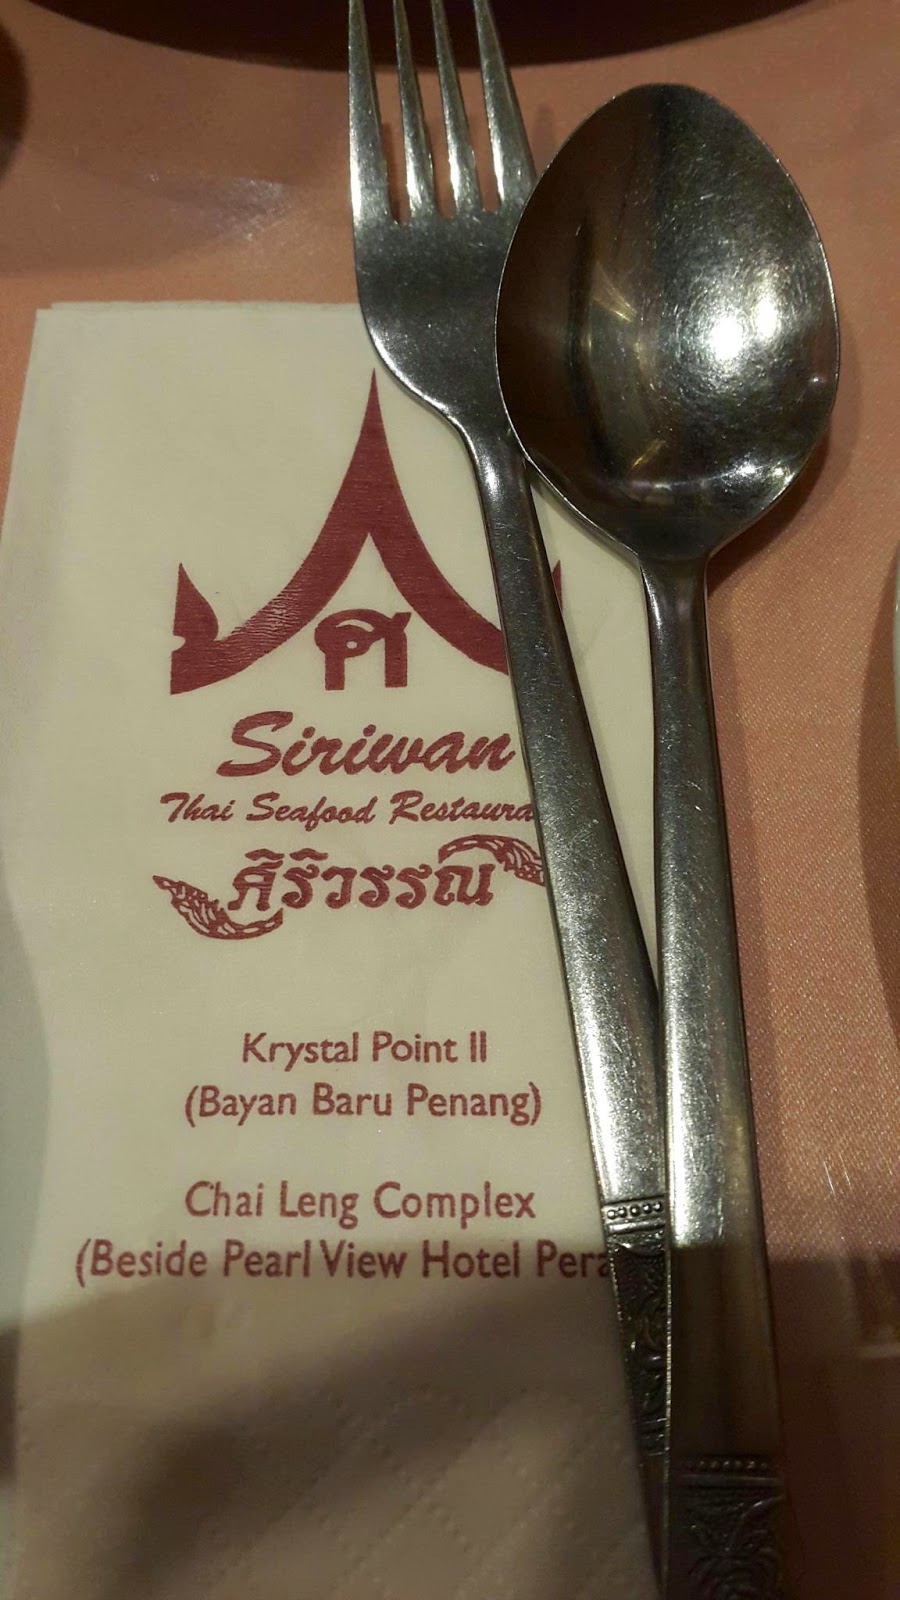 ศ
Siriwan
Thai Seafood Restaura
ศิริวรรณ
Krystal Point II
(Bayan Baru Penang)
Chai Leng Complex
(Beside Pearl View Hotel Pera